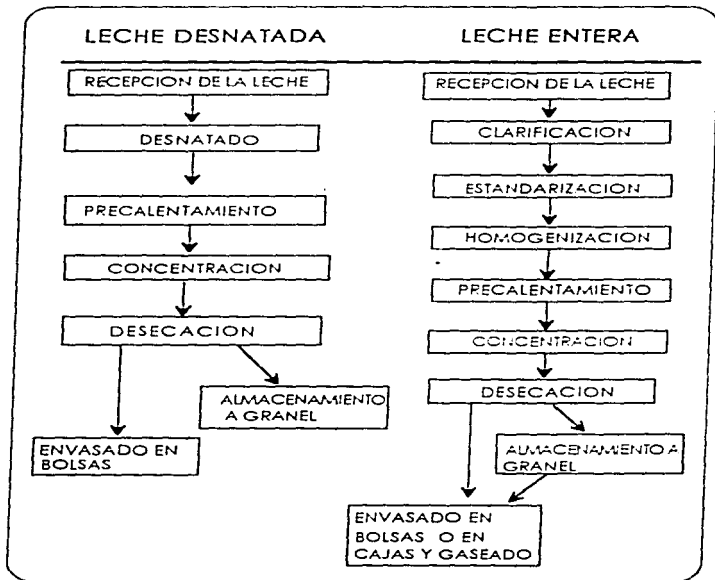 LECHE DESNATADA
RECEPCION DE LA LECHE
DESNATADO
PRECALENTAMIENTO
CONCENTRACION
DESECACION
ALMACENAMIENTO
A GRANEL
ENVASADO EN
BOLSAS
LECHE ENTERA
RECEPCION DE LA LECHE
CLARIFICACION
ESTANDARIZACION
HOMOGENIZACION
PRECALENTAMIENTO
CONCENTRACION
DESECACION
ALMACENAMIENTO A
GRANEL
ENVASADO EN
BOLSAS O EN
CAJAS Y GASEADO